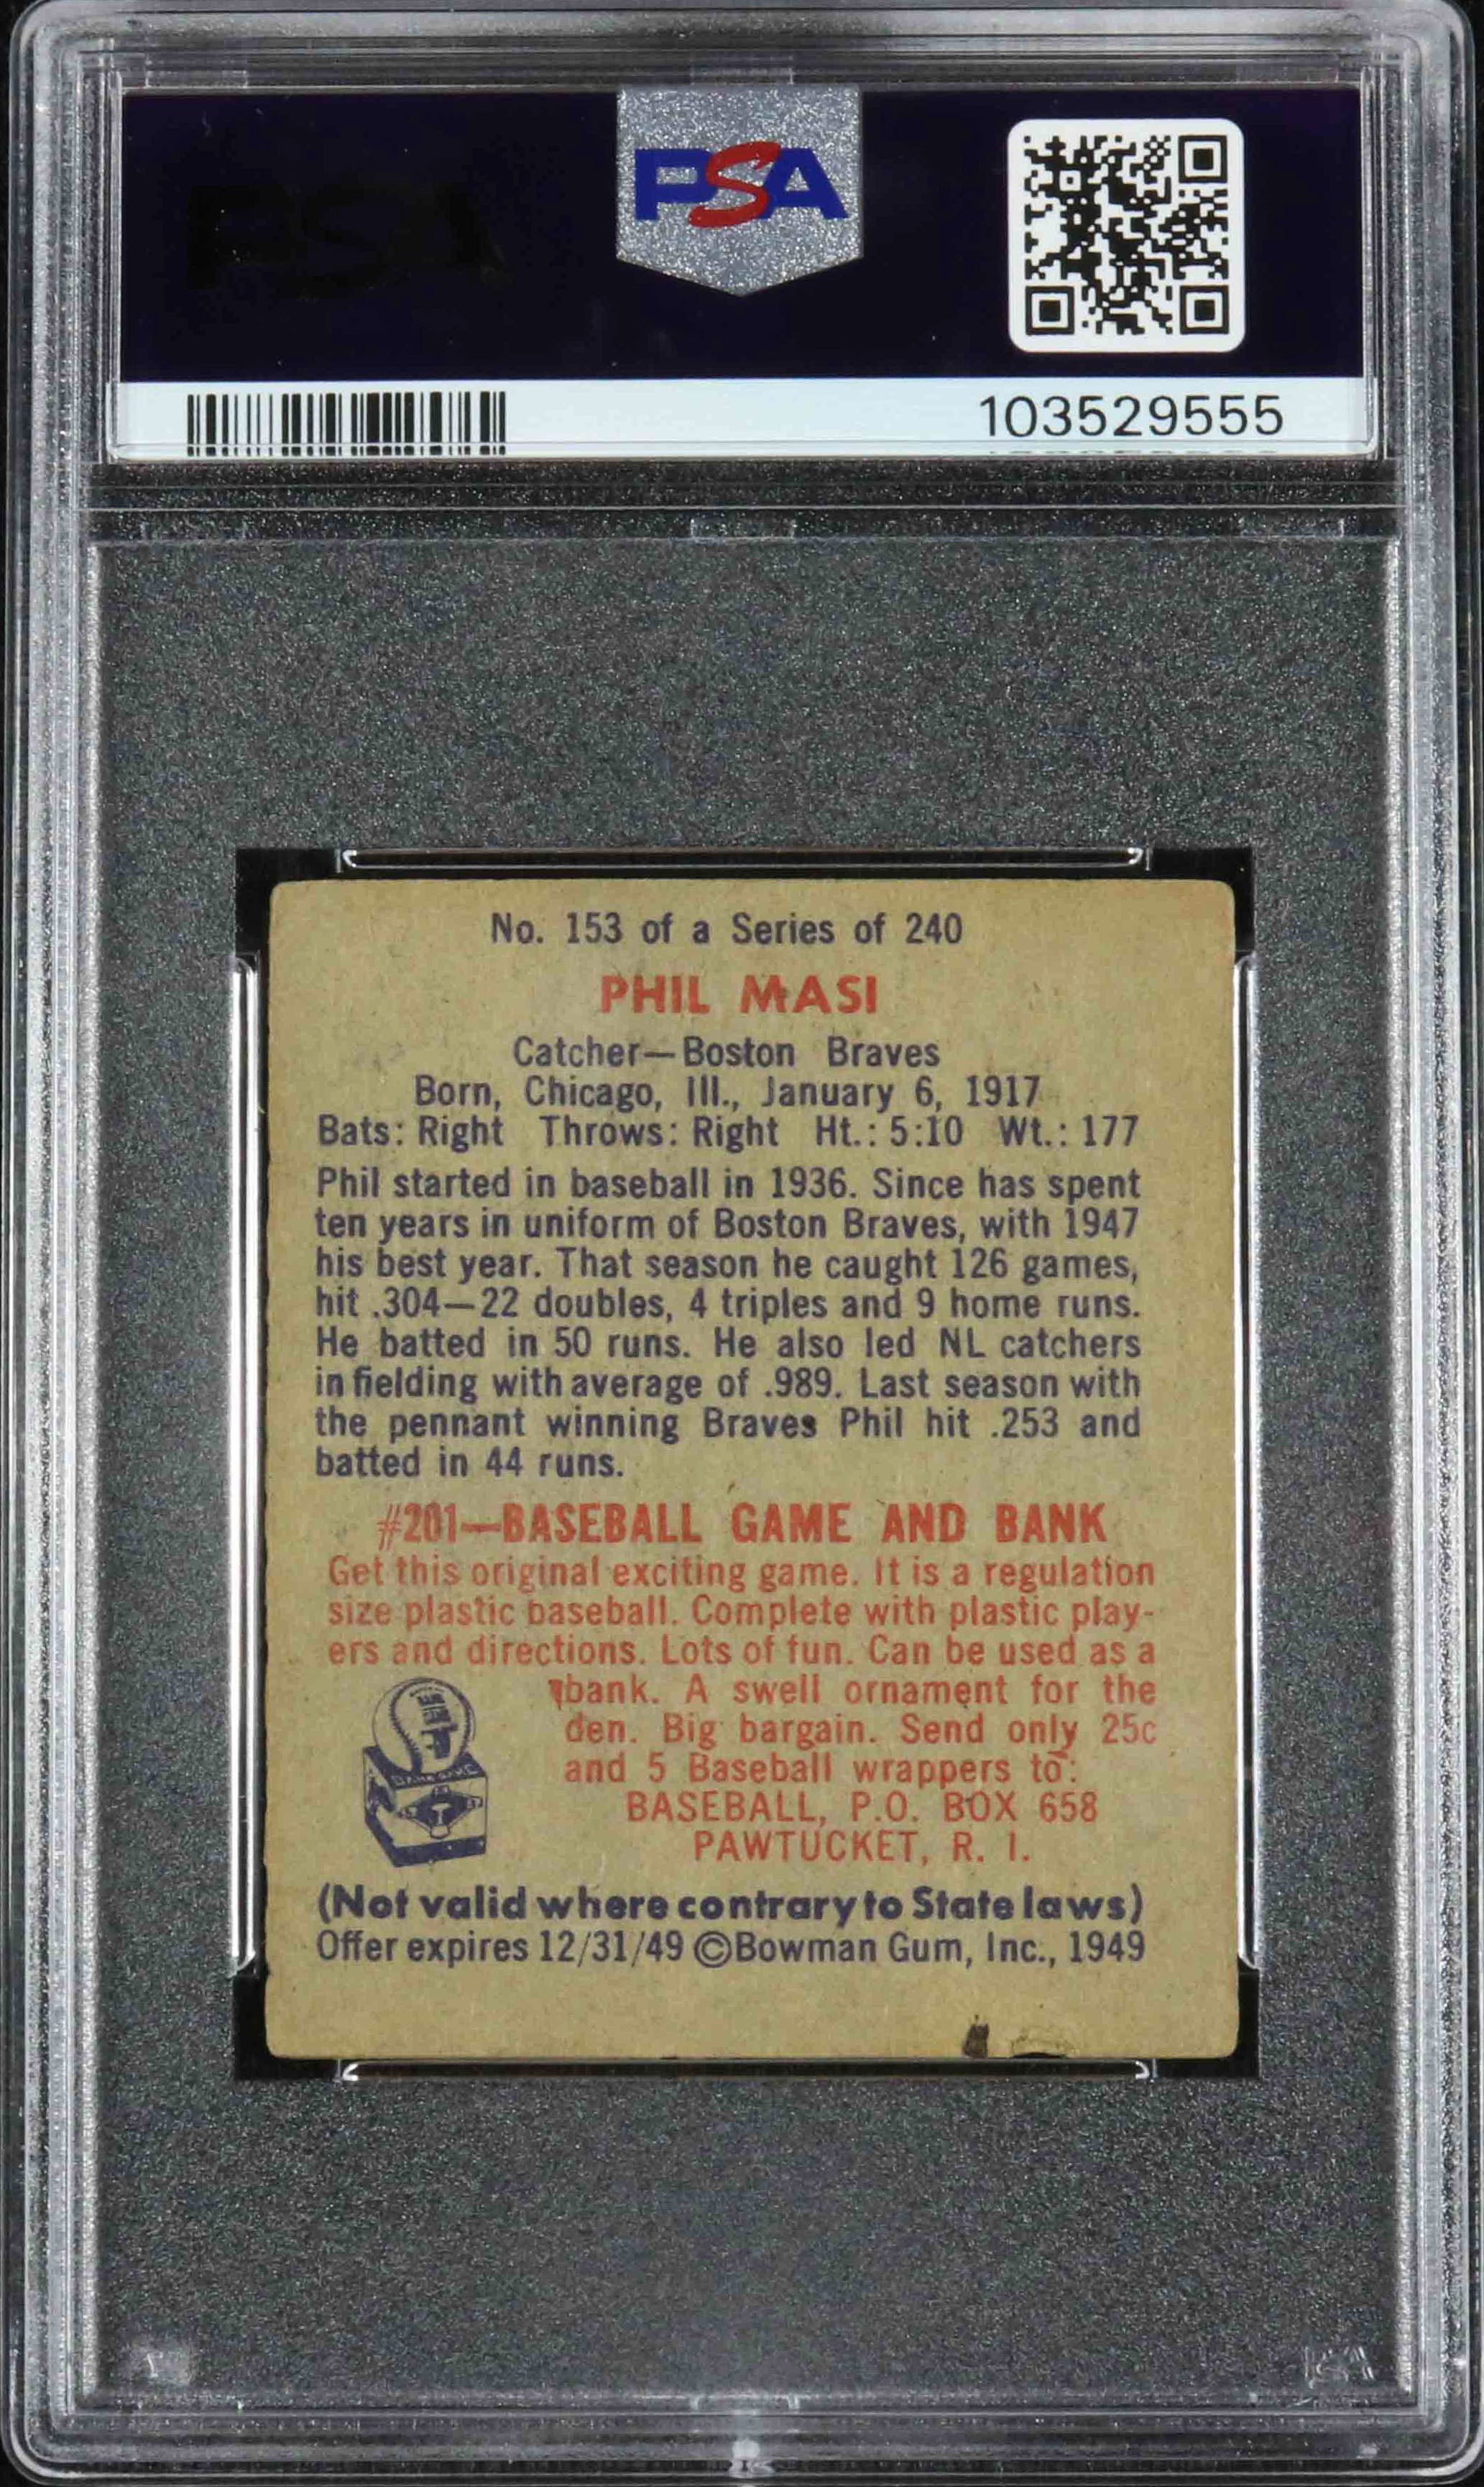 PSA
103529555
No. 153 of a Series of 240
PHIL MASI
Catcher—Boston Braves
Born, Chicago, Ill., January 6, 1917
Bats: Right Throws: Right Ht.: 5:10 Wt.: 177
Phil started in baseball in 1936. Since has spent
ten years in uniform of Boston Braves, with 1947
his best year. That season he caught 126 games,
hit .304—22 doubles, 4 triples and 9 home runs.
He batted in 50 runs. He also led NL catchers
in fielding with average of .989. Last season with
the pennant winning Braves Phil hit .253 and
batted in 44 runs.
#201—BASEBALL GAME AND BANK
Get this original exciting game. It is a regulation
size plastic baseball. Complete with plastic play-
ers and directions. Lots of fun. Can be used as a
bank. A swell ornament for the
den. Big bargain. Send only 25c
and 5 Baseball wrappers to:
BASEBALL, P.O. BOX 658
PAWTUCKET, R. I.
(Not valid where contrary to State laws)
Offer expires 12/31/49 ©Bowman Gum, Inc., 1949